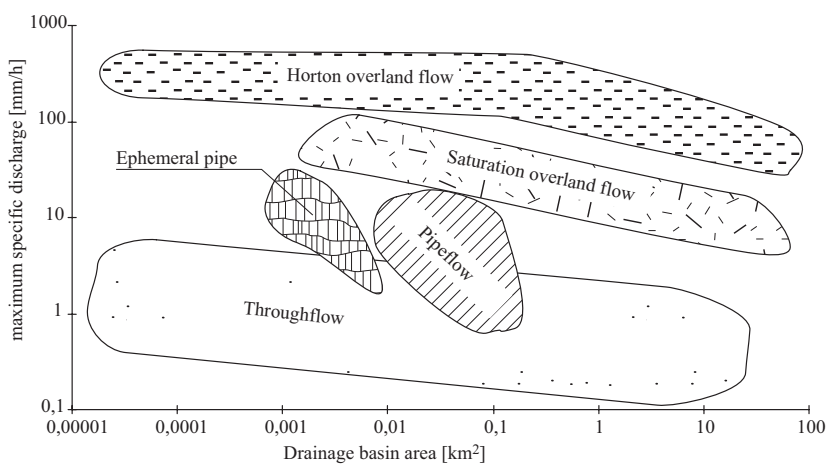 1000
100
10
1
0,1
maximum specific discharge [mm/h]
Horton overland flow
Saturation overland flow
Ephemeral pipe
Pipeflow
Throughflow
0,00001
0,0001
0,001
0,01
0,1
1
10
100
Drainage basin area [km²]